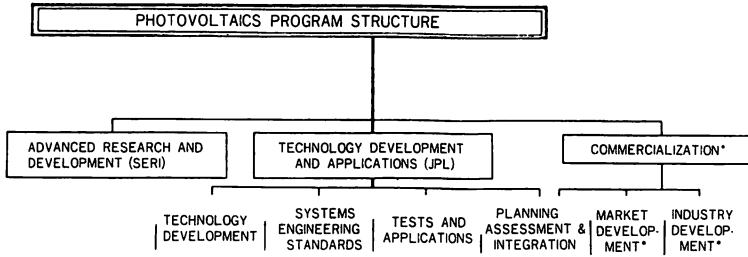 PHOTOVOLTAICS PROGRAM STRUCTURE
ADVANCED RESEARCH AND
DEVELOPMENT (SERI)
TECHNOLOGY DEVELOPMENT
AND APPLICATIONS (JPL)
COMMERCIALIZATION*
TECHNOLOGY
DEVELOPMENT
SYSTEMS
ENGINEERING
STANDARDS
TESTS AND
APPLICATIONS
PLANNING
ASSESSMENT &
INTEGRATION
MARKET
DEVELOP-
MENT*
INDUSTRY
DEVELOP-
MENT*